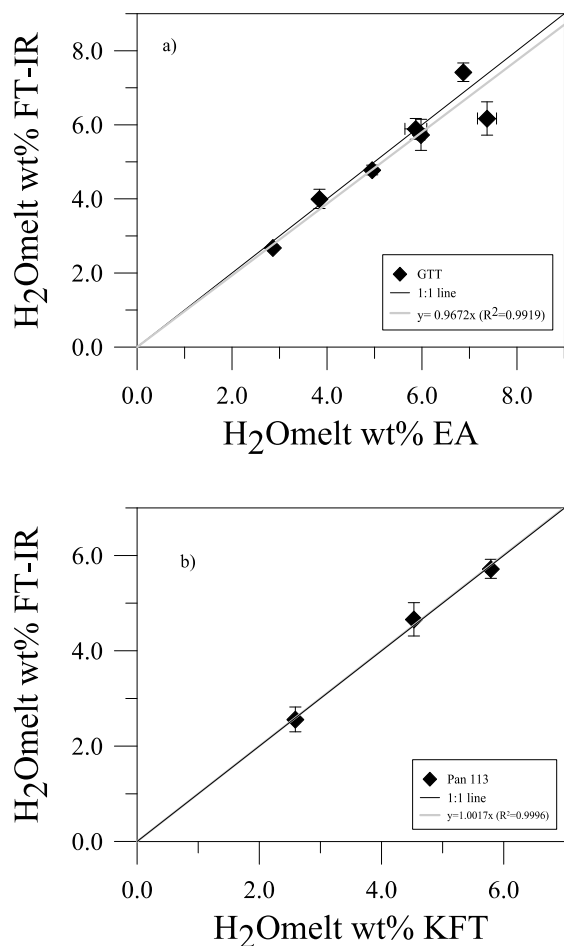 a)
H2Omelt wt% FT-IR
8.0
6.0
4.0
2.0
0.0
GTT
1:1 line
y= 0.9672x (R2=0.9919)
0.0 2.0 4.0 6.0 8.0
H2Omelt wt% EA
b)
H2Omelt wt% FT-IR
6.0
4.0
2.0
0.0
Pan 113
1:1 line
y=1.0017x (R²=0.9996)
0.0 2.0 4.0 6.0
H2Omelt wt% KFT